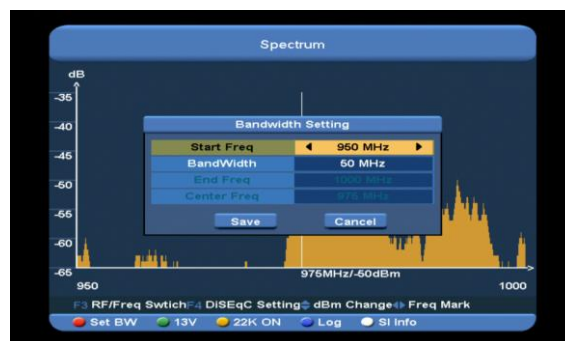 Spectrum
dB
-35
-40
Bandwidth Setting
Start Freq 950 MHz
-45
BandWidth 50 MHz
-50
End Freq 1000 MHz
Center Freq 975 MHz
-55
Save Cancel
-60
-65
975MHz/-60dBm
950 1000
F3 RF/Freq Swtich F4 DiSEqC Setting dBm Change Freq Mark
Set BW 13V 22K ON Log SI Info